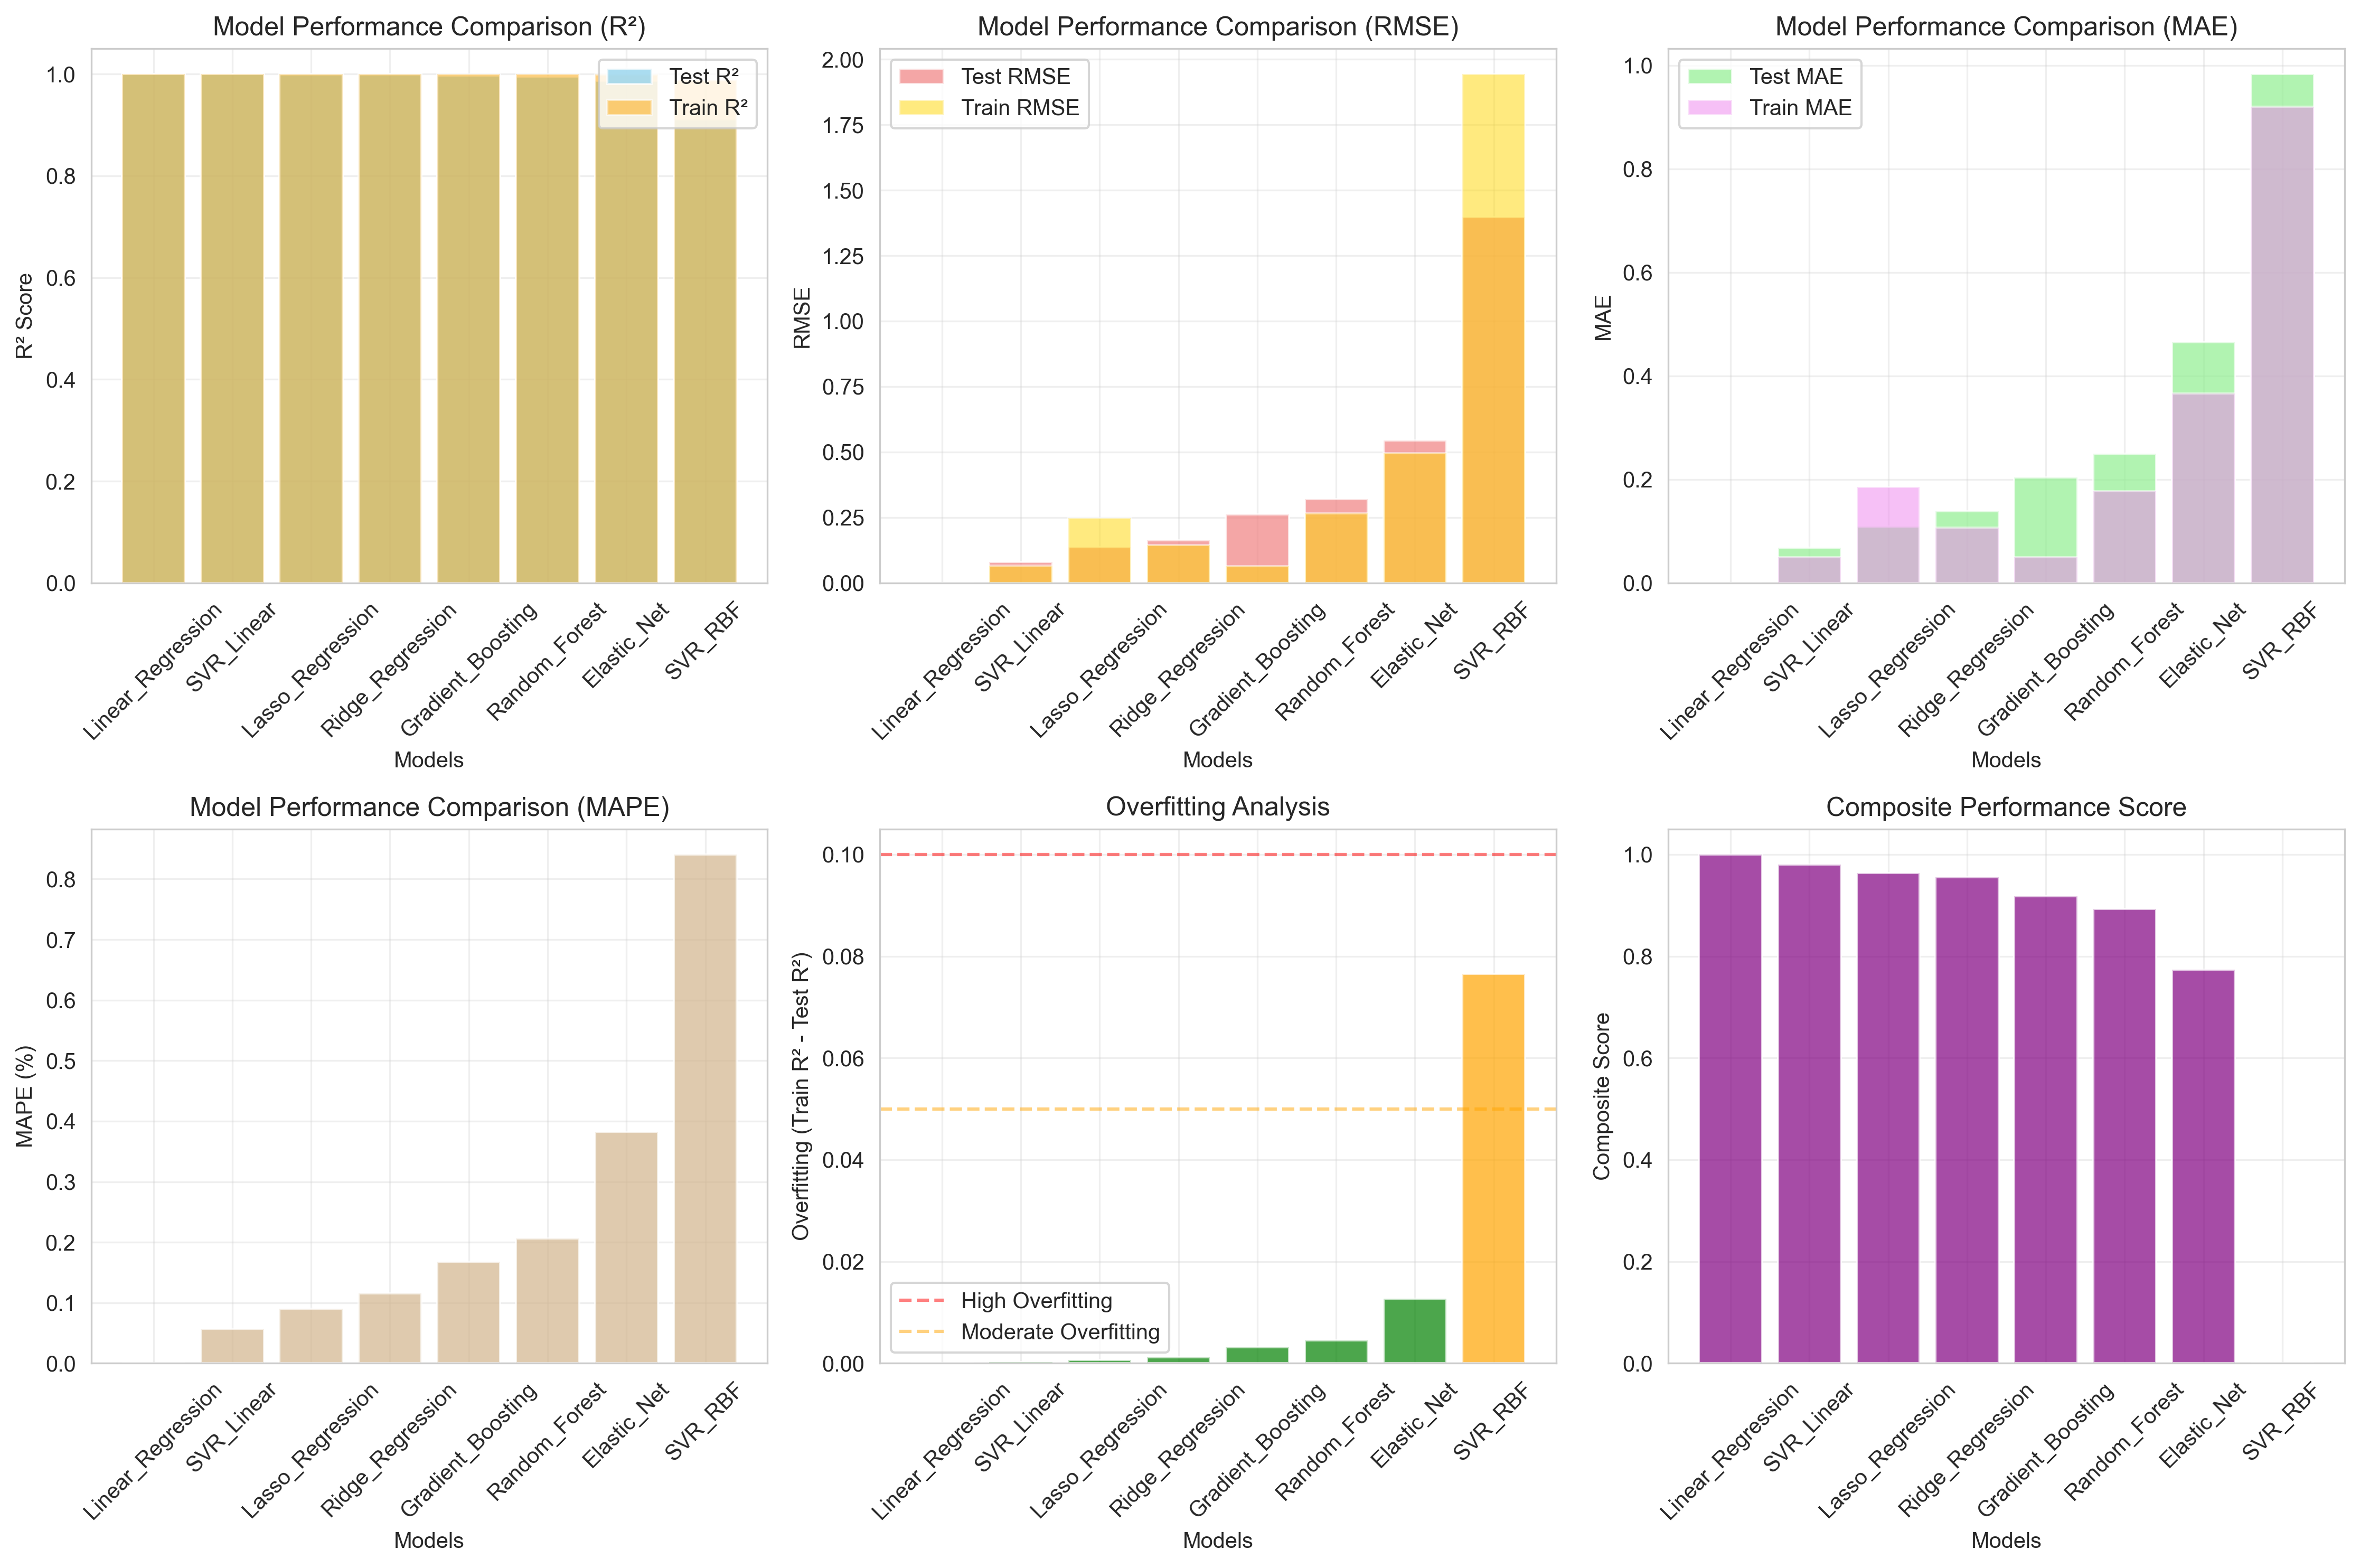 Model Performance Comparison (R²)
R² Score
1.0
0.8
0.6
0.4
0.2
0.0
Test R²
Train R²
Linear_Regression
SVR_Linear
Lasso_Regression
Ridge_Regression
Gradient_Boosting
Random_Forest
Elastic_Net
SVR_RBF
Models
Model Performance Comparison (RMSE)
RMSE
2.00
1.75
1.50
1.25
1.00
0.75
0.50
0.25
0.00
Test RMSE
Train RMSE
Linear_Regression
SVR_Linear
Lasso_Regression
Ridge_Regression
Gradient_Boosting
Random_Forest
Elastic_Net
SVR_RBF
Models
Model Performance Comparison (MAE)
MAE
1.0
0.8
0.6
0.4
0.2
0.0
Test MAE
Train MAE
Linear_Regression
SVR_Linear
Lasso_Regression
Ridge_Regression
Gradient_Boosting
Random_Forest
Elastic_Net
SVR_RBF
Models
Model Performance Comparison (MAPE)
MAPE (%)
0.8
0.7
0.6
0.5
0.4
0.3
0.2
0.1
0.0
Linear_Regression
SVR_Linear
Lasso_Regression
Ridge_Regression
Gradient_Boosting
Random_Forest
Elastic_Net
SVR_RBF
Models
Overfitting Analysis
Overfitting (Train R² - Test R²)
0.10
0.08
0.06
0.04
0.02
0.00
High Overfitting
Moderate Overfitting
Linear_Regression
SVR_Linear
Lasso_Regression
Ridge_Regression
Gradient_Boosting
Random_Forest
Elastic_Net
SVR_RBF
Models
Composite Performance Score
Composite Score
1.0
0.8
0.6
0.4
0.2
0.0
Linear_Regression
SVR_Linear
Lasso_Regression
Ridge_Regression
Gradient_Boosting
Random_Forest
Elastic_Net
SVR_RBF
Models